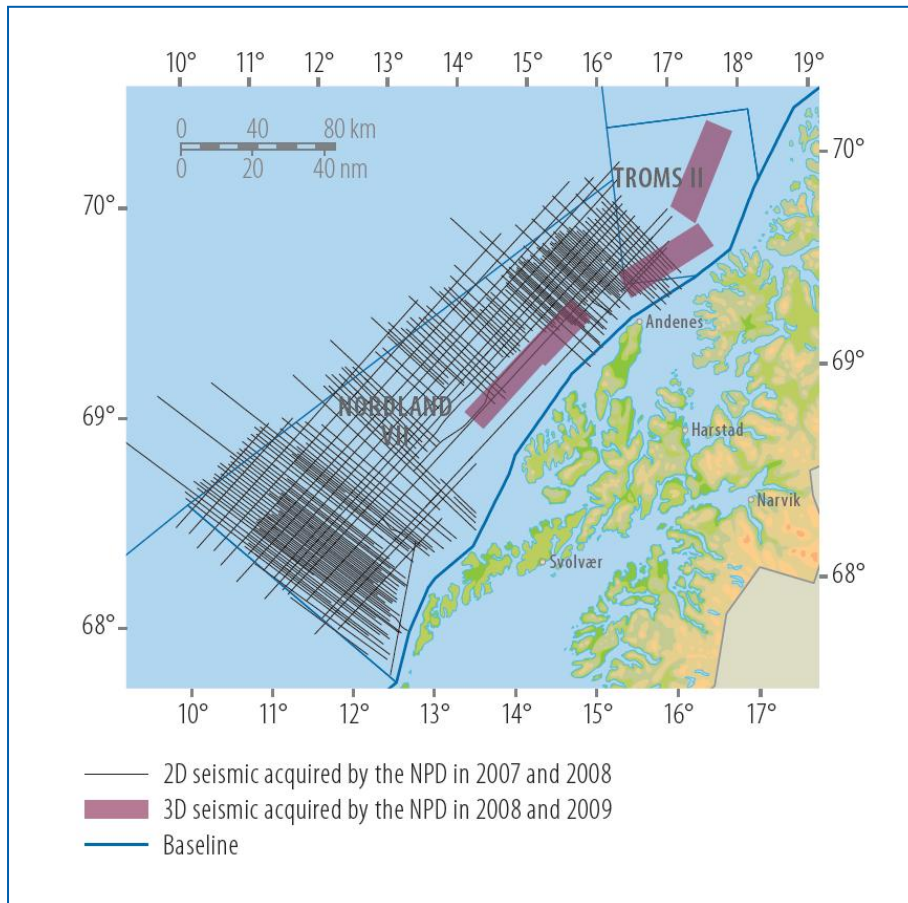 10° 11° 12° 13° 14° 15° 16° 17° 18° 19°
0 40 80 km
0 20 40 nm
70°
TROMS II
70°
Andenes
69°
NORDLAND
VII
69°
Harstad
Narvik
Svolvær
68°
68°
10° 11° 12° 13° 14° 15° 16° 17°
2D seismic acquired by the NPD in 2007 and 2008
3D seismic acquired by the NPD in 2008 and 2009
Baseline